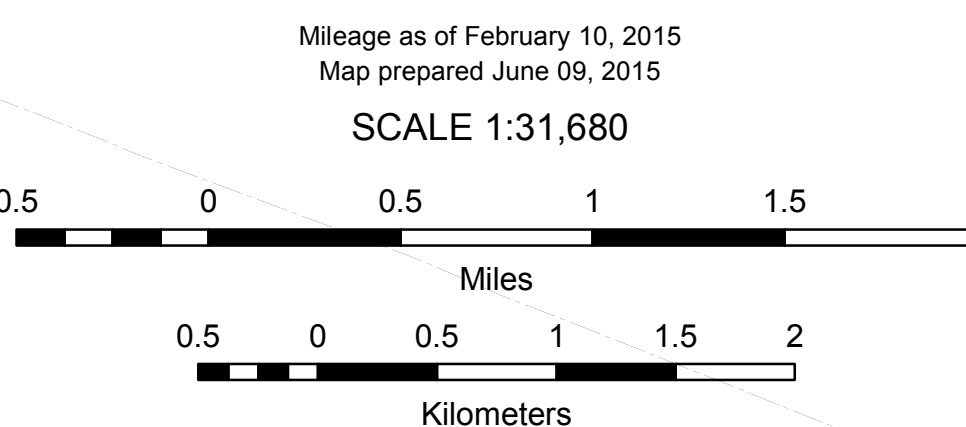 Mileage as of February 10, 2015
Map prepared June 09, 2015
SCALE 1:31,680
0.5 0 0.5 1 1.5
Miles
0.5 0 0.5 1 1.5 2
Kilometers